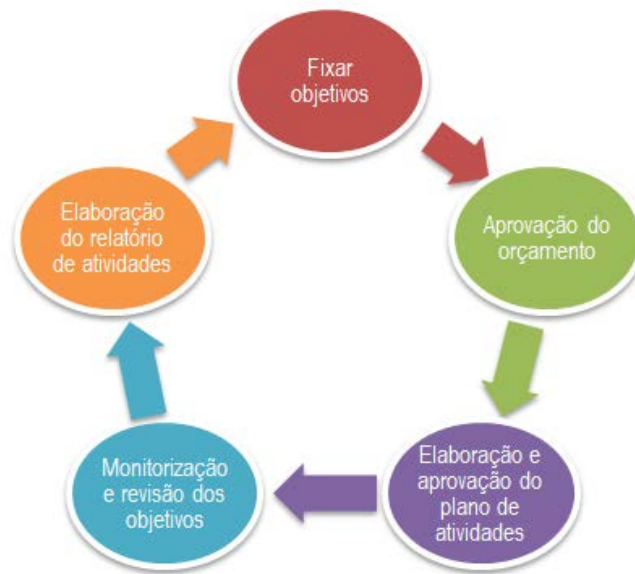 Fixar
objetivos
Aprovação do
orçamento
Elaboração e
aprovação do
plano de
atividades
Monitorização
e revisão dos
objetivos
Elaboração
do relatório
de atividades